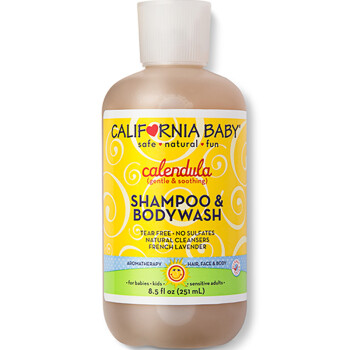 CALIFORNIA BABY
safe • natural • fun
calendula
(gentle & soothing)
SHAMPOO &
BODYWASH
TEAR FREE • NO SULFATES
NATURAL CLEANSERS
FRENCH LAVENDER
AROMATHERAPY HAIR, FACE & BODY
• for babies • kids • sensitive adults •
8.5 fl oz (251 mL)